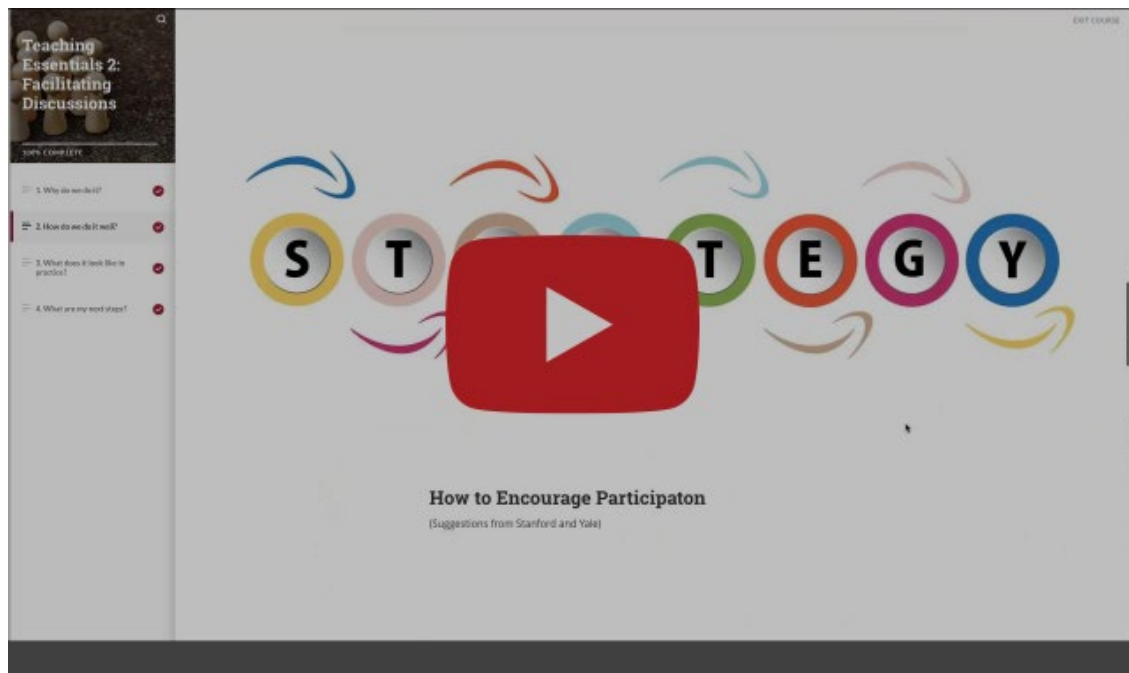 EXIT COURSE
Teaching
Essentials 2:
Facilitating
Discussions
100% COMPLETE
1. Why do we do it?
2. How do we do it well?
3. What does it look like in
practice?
4. What are my next steps?
S T T E G Y
How to Encourage Participaton
(Suggestions from Stanford and Yale)